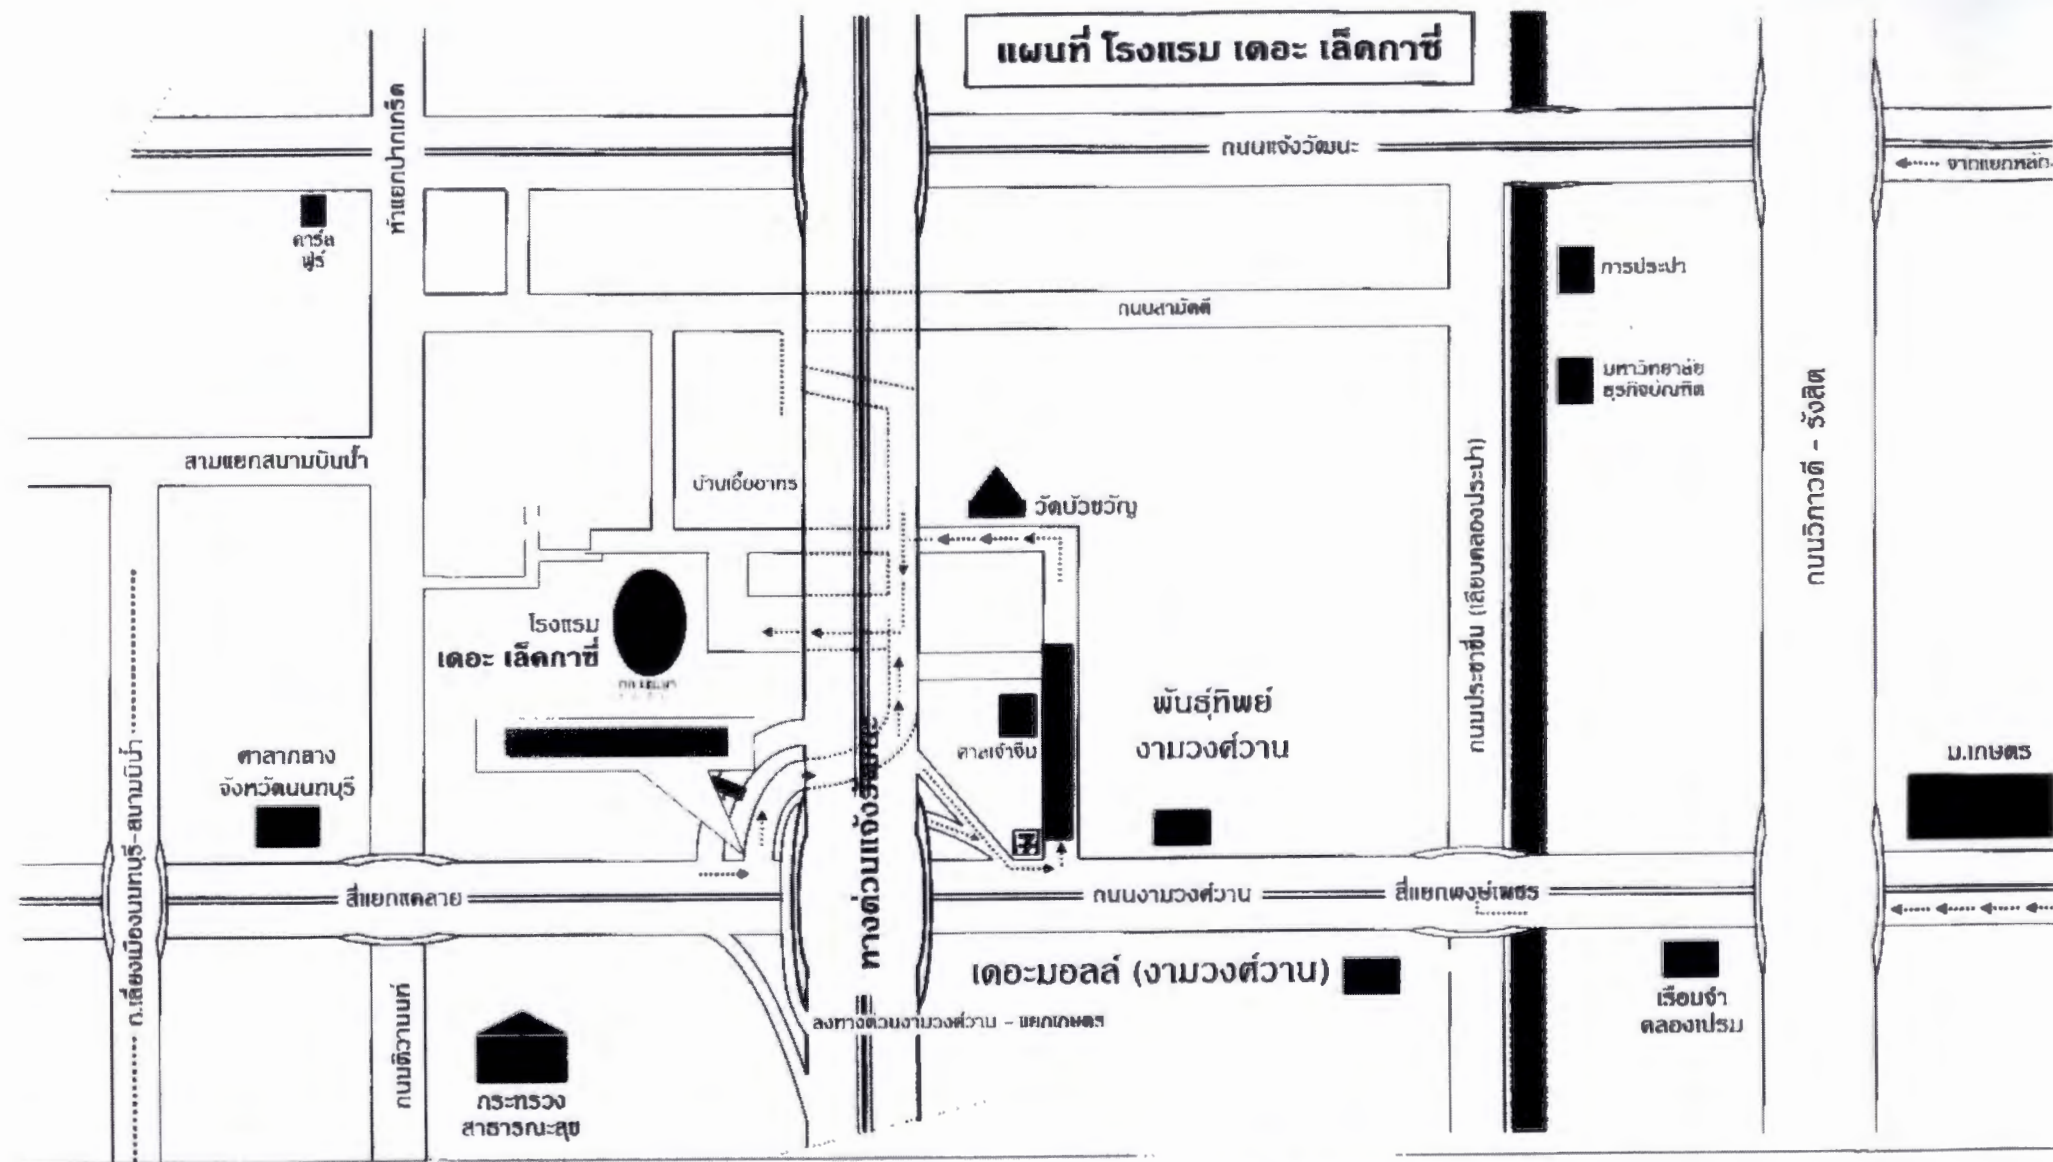 แผนที่ โรงแรม เดอะ เล็คกาซี่
ห้าแยกปากเกร็ด
ถนนแจ้งวัฒนะ
จากแยกหลัก
คาร์ฟูร์
การประปา
ถนนสามัคคี
มหาวิทยาลัย
ธุรกิจบัณฑิต
ถนนวิภาวดี - รังสิต
สามแยกสนามบินน้ำ
บ้านเอื้ออาทร
วัดบัวขวัญ
ถนนประชาชื่น (เลียบคลองประปา)
โรงแรม
เดอะ เล็คกาซี่
พันธุ์ทิพย์
งามวงศ์วาน
ศาลเจ้าจีน
ศาลากลาง
จังหวัดนนทบุรี
ม.เกษตร
ถ.เลี่ยงเมืองนนทบุรี-สนามบินน้ำ
7
สี่แยกแคลาย
ถนนงามวงศ์วาน
สี่แยกพงษ์เพชร
ทางด่วนแจ้งวัฒนะ
เดอะมอลล์ (งามวงศ์วาน)
เรือนจำ
คลองเปรม
ลงทางด่วนงามวงศ์วาน - แยกเกษตร
ถนนติวานนท์
กระทรวง
สาธารณะสุข